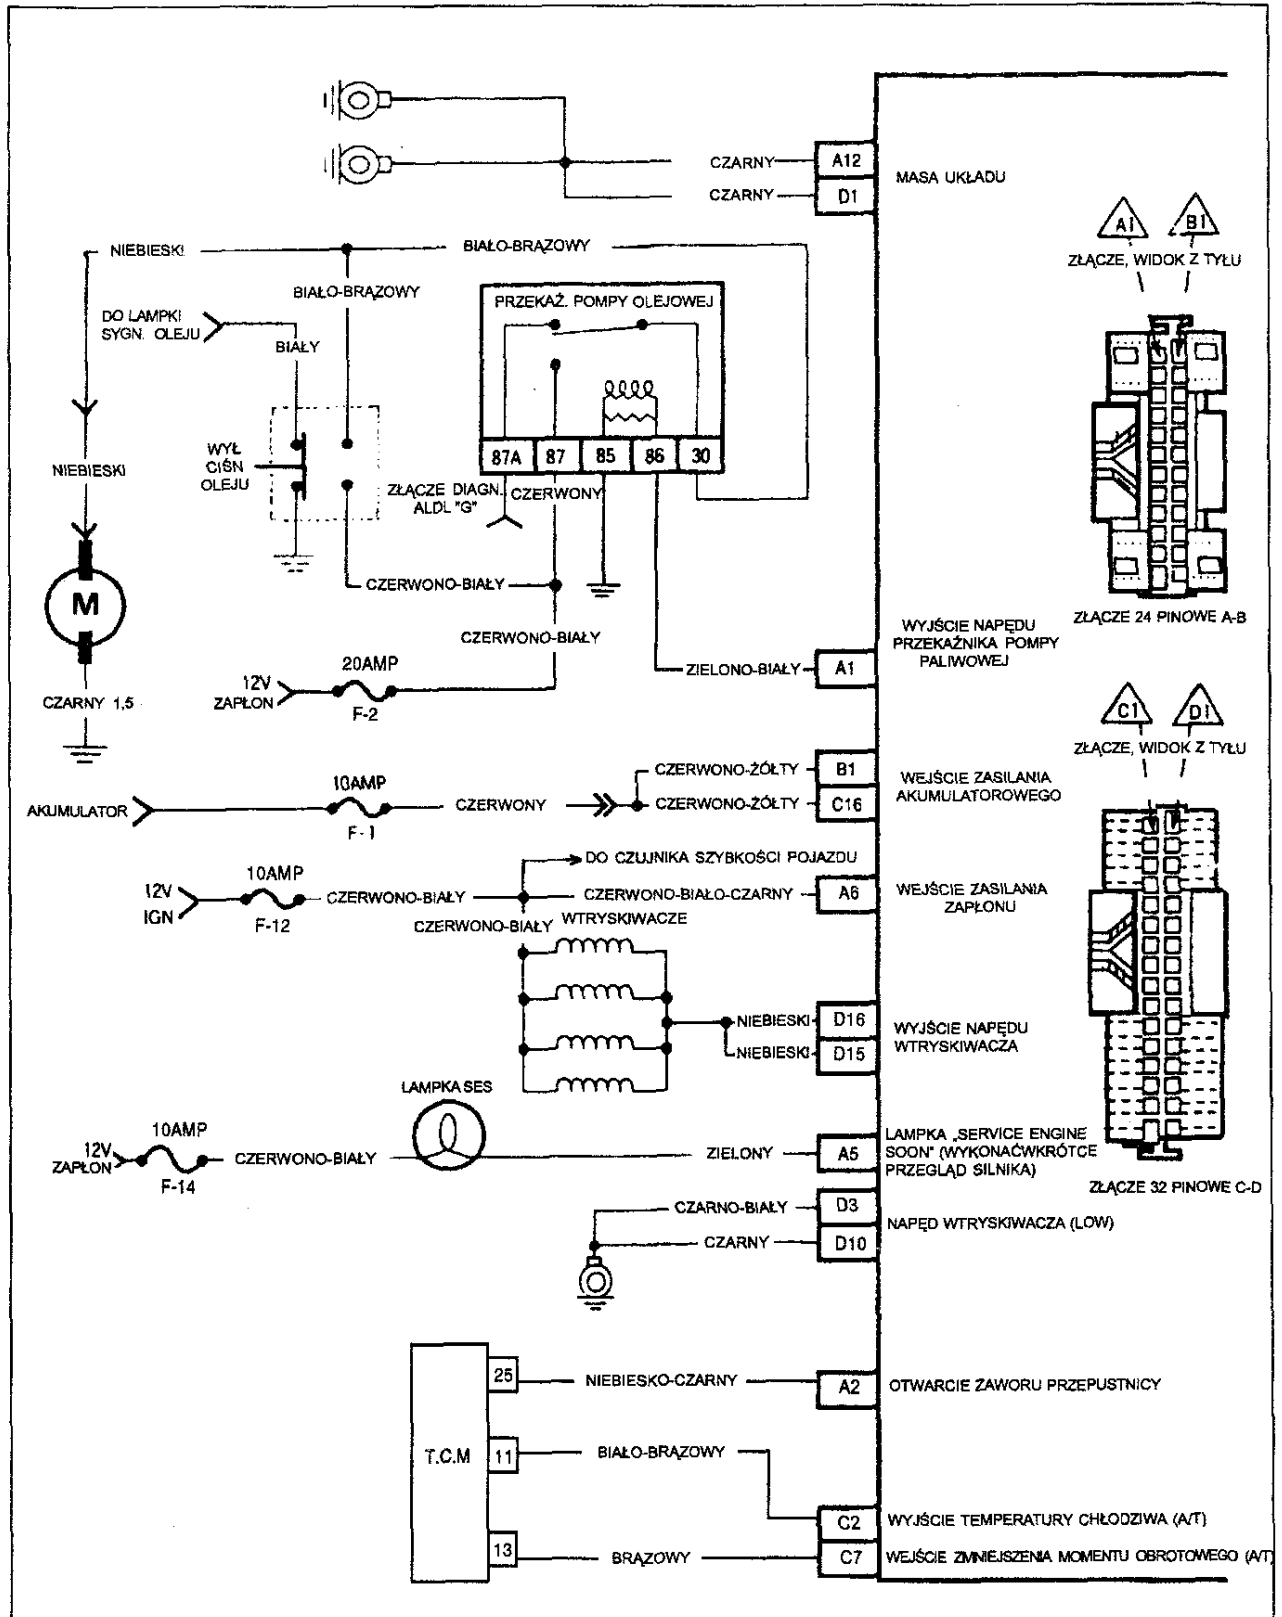 CZARNY
A12
MASA UKŁADU
CZARNY
D1
A1
B1
ZŁĄCZE, WIDOK Z TYŁU
NIEBIESKI
BIAŁO-BRĄZOWY
BIAŁO-BRĄZOWY
PRZEKAŹ. POMPY OLEJOWEJ
DO LAMPKI
SYGN. OLEJU
BIAŁY
WYŁ
CIŚN
OLEJU
87A
87
85
86
30
NIEBIESKI
ZŁĄCZE DIAGN.
ALDL "G"
CZERWONY
CZERWONO-BIAŁY
M
CZERWONO-BIAŁY
ZŁĄCZE 24 PINOWE A-B
WYJŚCIE NAPĘDU
PRZEKAŹNIKA POMPY
PALIWOWEJ
ZIELONO-BIAŁY
A1
20AMP
12V
ZAPŁON
F-2
CZARNY 1,5
C1
D1
ZŁĄCZE, WIDOK Z TYŁU
CZERWONO-ŻÓŁTY
B1
WEJŚCIE ZASILANIA
AKUMULATOROWEGO
10AMP
AKUMULATOR
CZERWONY
CZERWONO-ŻÓŁTY
C16
F-1
DO CZUJNIKA SZYBKOŚCI POJAZDU
10AMP
12V
IGN
F-12
CZERWONO-BIAŁY
CZERWONO-BIAŁO-CZARNY
A6
WEJŚCIE ZASILANIA
ZAPŁONU
CZERWONO-BIAŁY
WTRYSKIWACZE
NIEBIESKI
D16
WYJŚCIE NAPĘDU
WTRYSKIWACZA
NIEBIESKI
D15
LAMPKA SES
10AMP
12V
ZAPŁON
F-14
CZERWONO-BIAŁY
ZIELONY
A5
LAMPKA „SERVICE ENGINE
SOON" (WYKONAĆWKRÓTCE
PRZEGLĄD SILNIKA)
ZŁĄCZE 32 PINOWE C-D
CZARNO-BIAŁY
D3
NAPĘD WTRYSKIWACZA (LOW)
CZARNY
D10
T.C.M
25
NIEBIESKO-CZARNY
A2
OTWARCIE ZAWORU PRZEPUSTNICY
11
BIAŁO-BRĄZOWY
C2
WYJŚCIE TEMPERATURY CHŁODZIWA (A/T)
13
BRĄZOWY
C7
WEJŚCIE ZMNIEJSZENIA MOMENTU OBROTOWEGO (A/T)